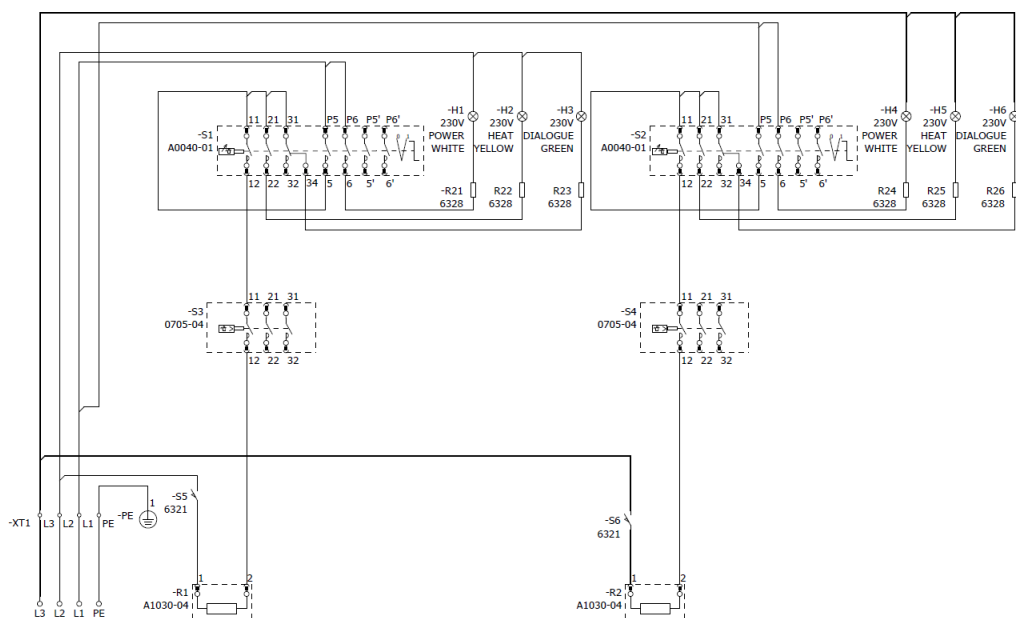 -H1 -H2 -H3
230V 230V 230V
POWER HEAT DIALOGUE
WHITE YELLOW GREEN
-H4 -H5 -H6
230V 230V 230V
POWER HEAT DIALOGUE
WHITE YELLOW GREEN
-S1
A0040-01
11 21 31 P5 P6 P5' P6'
12 22 32 34 5 6 5' 6'
-R21 R22 R23
6328 6328 6328
-S2
A0040-01
11 21 31 P5 P6 P5' P6'
12 22 32 34 5 6 5' 6'
R24 R25 R26
6328 6328 6328
-S3
0705-04
11 21 31
12 22 32
-S4
0705-04
11 21 31
12 22 32
-S5
6321
-S6
6321
-XT1 L3 L2 L1 PE
-PE 1
-R1
A1030-04
1 2
-R2
A1030-04
1 2
L3 L2 L1 PE